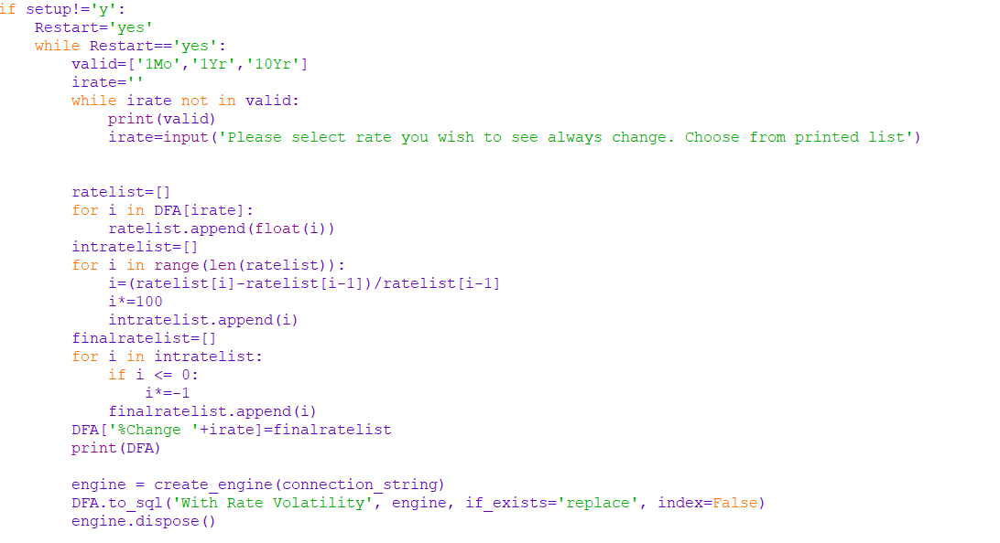 if setup!='y':
    Restart='yes'
    while Restart=='yes':
        valid=['1Mo','1Yr','10Yr']
        irate=''
        while irate not in valid:
            print(valid)
            irate=input('Please select rate you wish to see always change. Choose from printed list')
        ratelist=[]
        for i in DFA[irate]:
            ratelist.append(float(i))
        intratelist=[]
        for i in range(len(ratelist)):
            i=(ratelist[i]-ratelist[i-1])/ratelist[i-1]
            i*=100
            intratelist.append(i)
        finalratelist=[]
        for i in intratelist:
            if i <= 0:
                i*=-1
            finalratelist.append(i)
        DFA['%Change '+irate]=finalratelist
        print(DFA)
        engine = create_engine(connection_string)
        DFA.to_sql('With Rate Volatility', engine, if_exists='replace', index=False)
        engine.dispose()